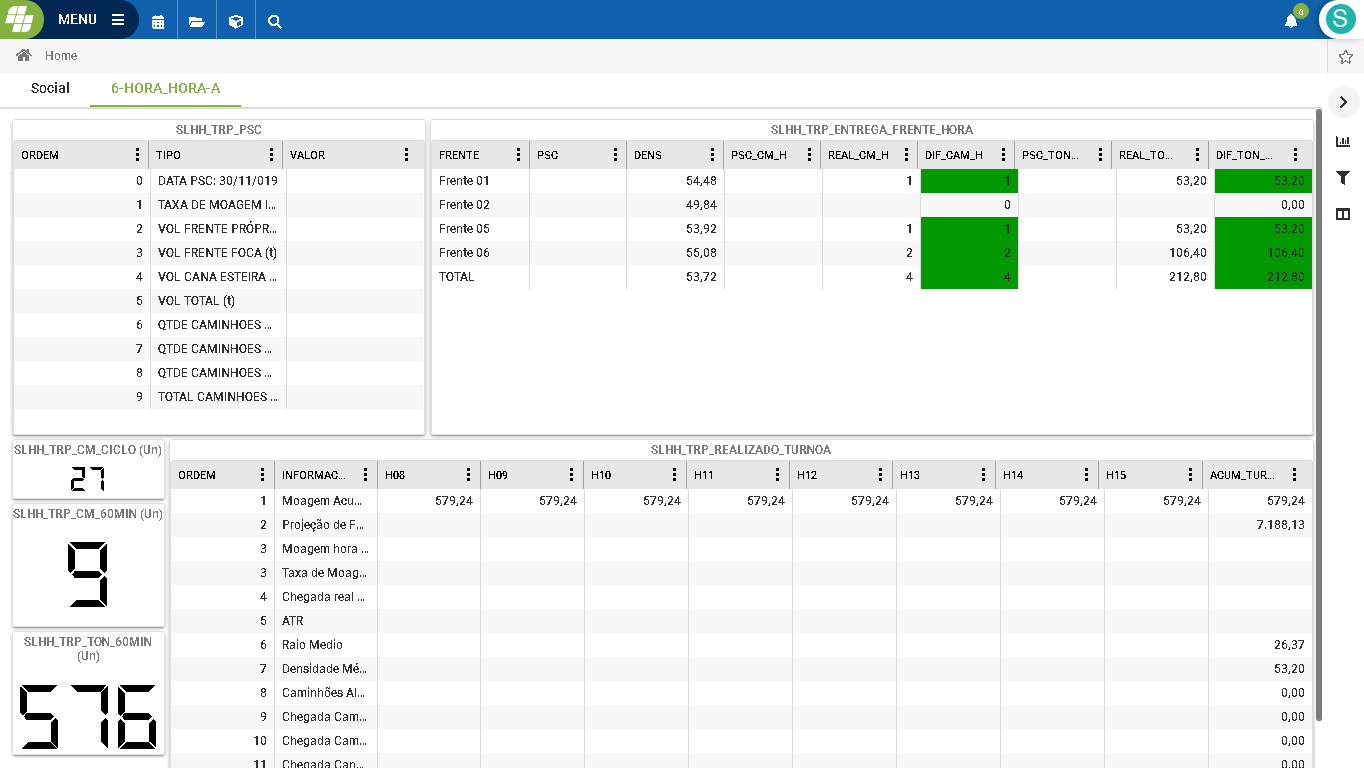 MENU
0
S
Home
Social 6-HORA_HORA-A
SLHH_TRP_PSC
ORDEM TIPO VALOR
0 DATA PSC: 30/11/019
1 TAXA DE MOAGEM I...
2 VOL FRENTE PRÓPR...
3 VOL FRENTE FOCA (t)
4 VOL CANA ESTEIRA ...
5 VOL TOTAL (t)
6 QTDE CAMINHOES ...
7 QTDE CAMINHOES ...
8 QTDE CAMINHOES ...
9 TOTAL CAMINHOES ...
SLHH_TRP_ENTREGA_FRENTE_HORA
FRENTE PSC DENS PSC_CM_H REAL_CM_H DIF_CAM_H PSC_TON... REAL_TO... DIF_TON_...
Frente 01 54,48 1 1 53,20 53,20
Frente 02 49,84 0 0,00
Frente 05 53,92 1 1 53,20 53,20
Frente 06 55,08 2 2 106,40 106,40
TOTAL 53,72 4 4 212,80 212,80
SLHH_TRP_CM_CICLO (Un)
27
SLHH_TRP_CM_60MIN (Un)
9
SLHH_TRP_TON_60MIN
(Un)
576
SLHH_TRP_REALIZADO_TURNOA
ORDEM INFORMAC... H08 H09 H10 H11 H12 H13 H14 H15 ACUM_TUR...
1 Moagem Acu... 579,24 579,24 579,24 579,24 579,24 579,24 579,24 579,24 579,24
2 Projeção de F... 7.188,13
3 Moagem hora ...
3 Taxa de Moag...
4 Chegada real ...
5 ATR
6 Raio Medio 26,37
7 Densidade Mé... 53,20
8 Caminhões Al... 0,00
9 Chegada Cam... 0,00
10 Chegada Cam... 0,00
11 Chegada Can... 0,00